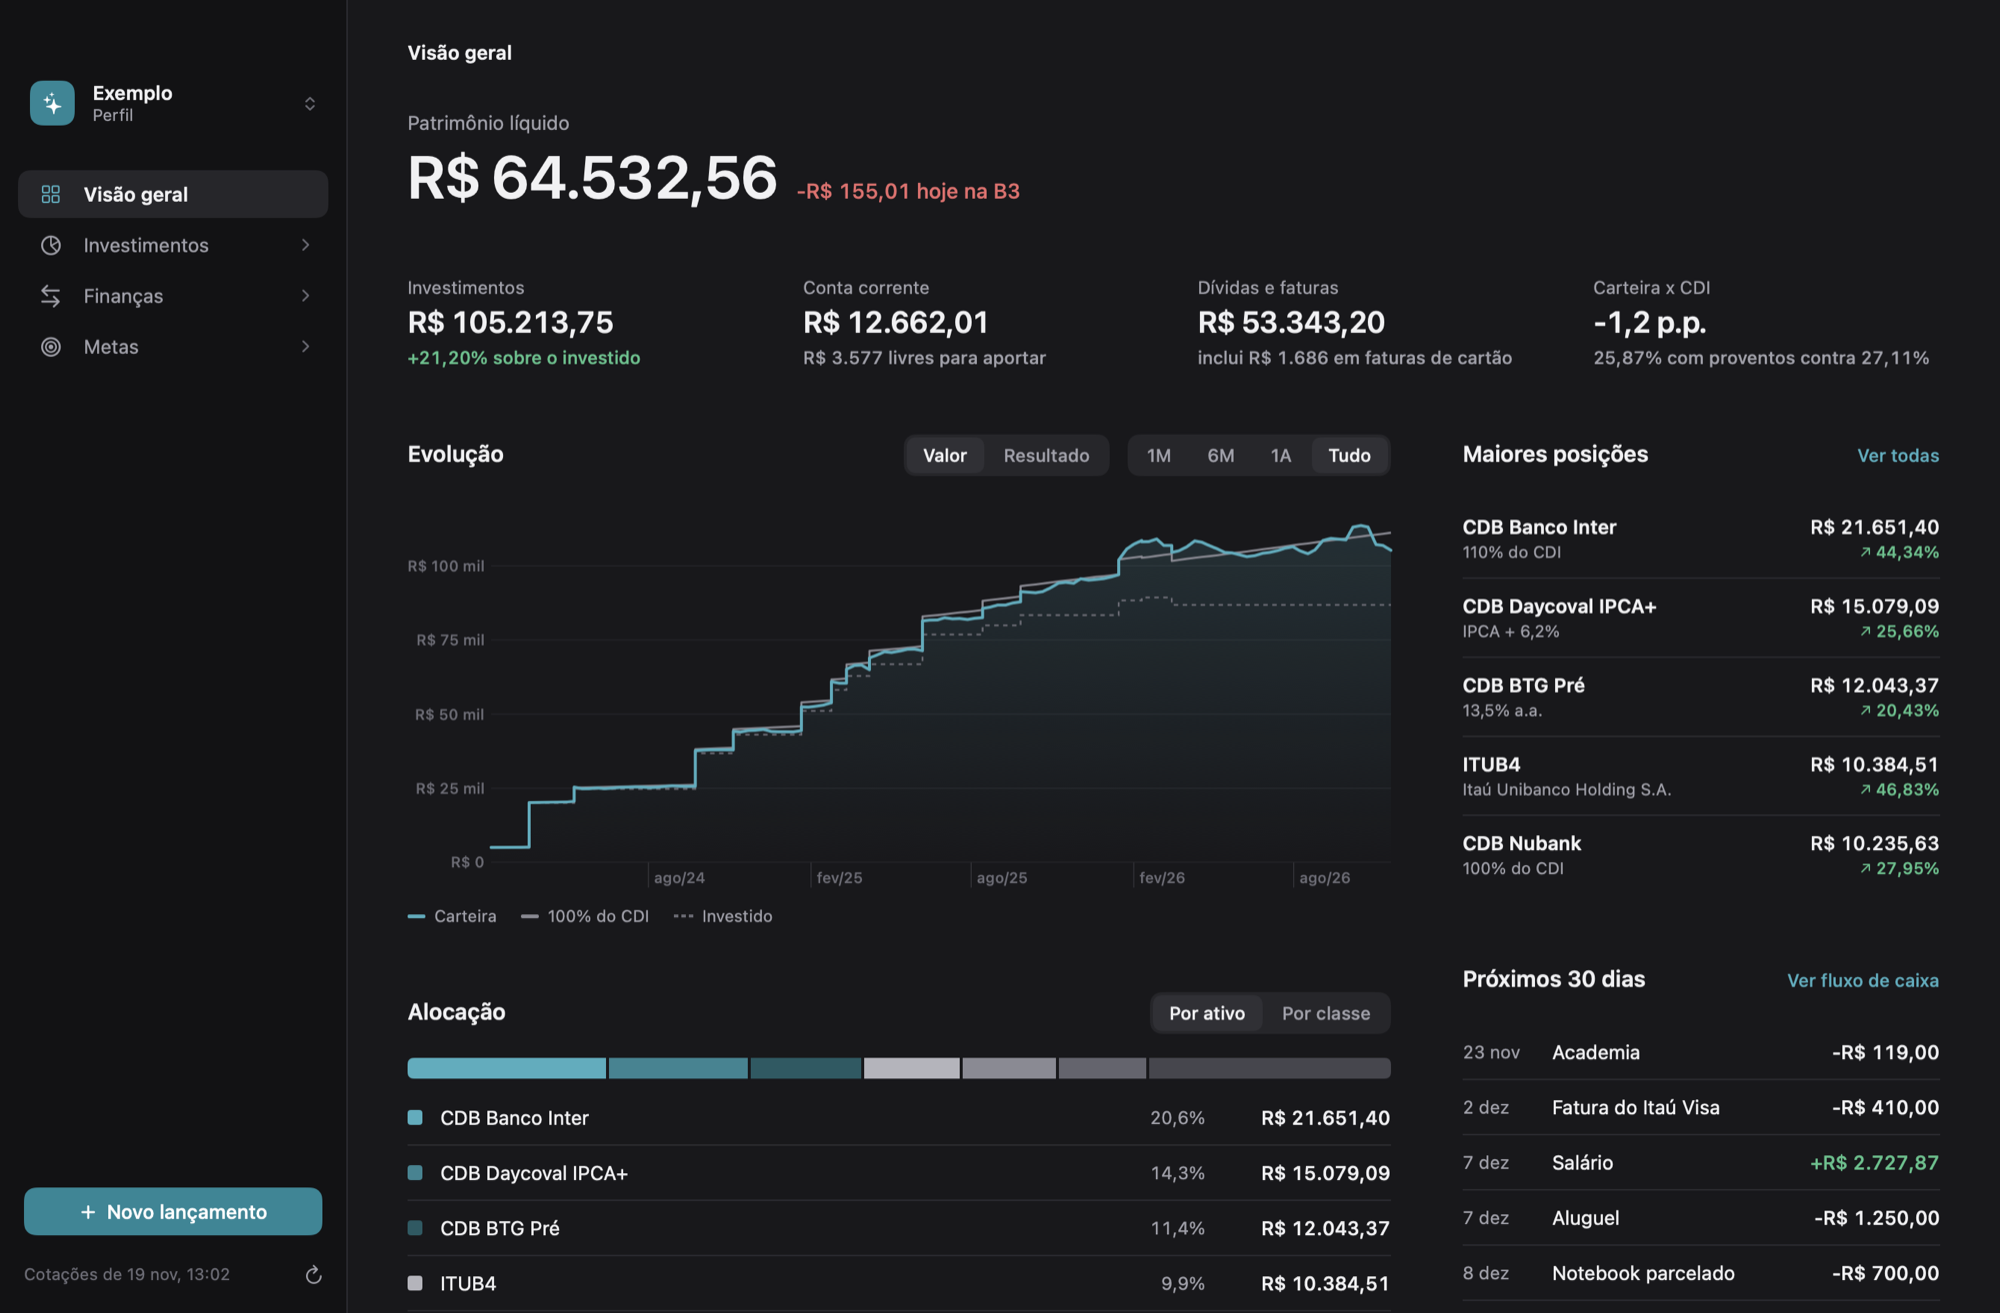 Exemplo
Perfil
Visão geral
Investimentos
Finanças
Metas
+ Novo lançamento
Cotações de 19 nov, 13:02
Visão geral
Patrimônio líquido
R$ 64.532,56 -R$ 155,01 hoje na B3
Investimentos
R$ 105.213,75
+21,20% sobre o investido
Conta corrente
R$ 12.662,01
R$ 3.577 livres para aportar
Dívidas e faturas
R$ 53.343,20
inclui R$ 1.686 em faturas de cartão
Carteira x CDI
-1,2 p.p.
25,87% com proventos contra 27,11%
Evolução
Valor Resultado
1M 6M 1A Tudo
R$ 100 mil
R$ 75 mil
R$ 50 mil
R$ 25 mil
R$ 0
ago/24 fev/25 ago/25 fev/26 ago/26
Carteira 100% do CDI Investido
Alocação
Por ativo Por classe
CDB Banco Inter 20,6% R$ 21.651,40
CDB Daycoval IPCA+ 14,3% R$ 15.079,09
CDB BTG Pré 11,4% R$ 12.043,37
ITUB4 9,9% R$ 10.384,51
Maiores posições Ver todas
CDB Banco Inter R$ 21.651,40
110% do CDI ↗ 44,34%
CDB Daycoval IPCA+ R$ 15.079,09
IPCA + 6,2% ↗ 25,66%
CDB BTG Pré R$ 12.043,37
13,5% a.a. ↗ 20,43%
ITUB4 R$ 10.384,51
Itaú Unibanco Holding S.A. ↗ 46,83%
CDB Nubank R$ 10.235,63
100% do CDI ↗ 27,95%
Próximos 30 dias Ver fluxo de caixa
23 nov Academia -R$ 119,00
2 dez Fatura do Itaú Visa -R$ 410,00
7 dez Salário +R$ 2.727,87
7 dez Aluguel -R$ 1.250,00
8 dez Notebook parcelado -R$ 700,00